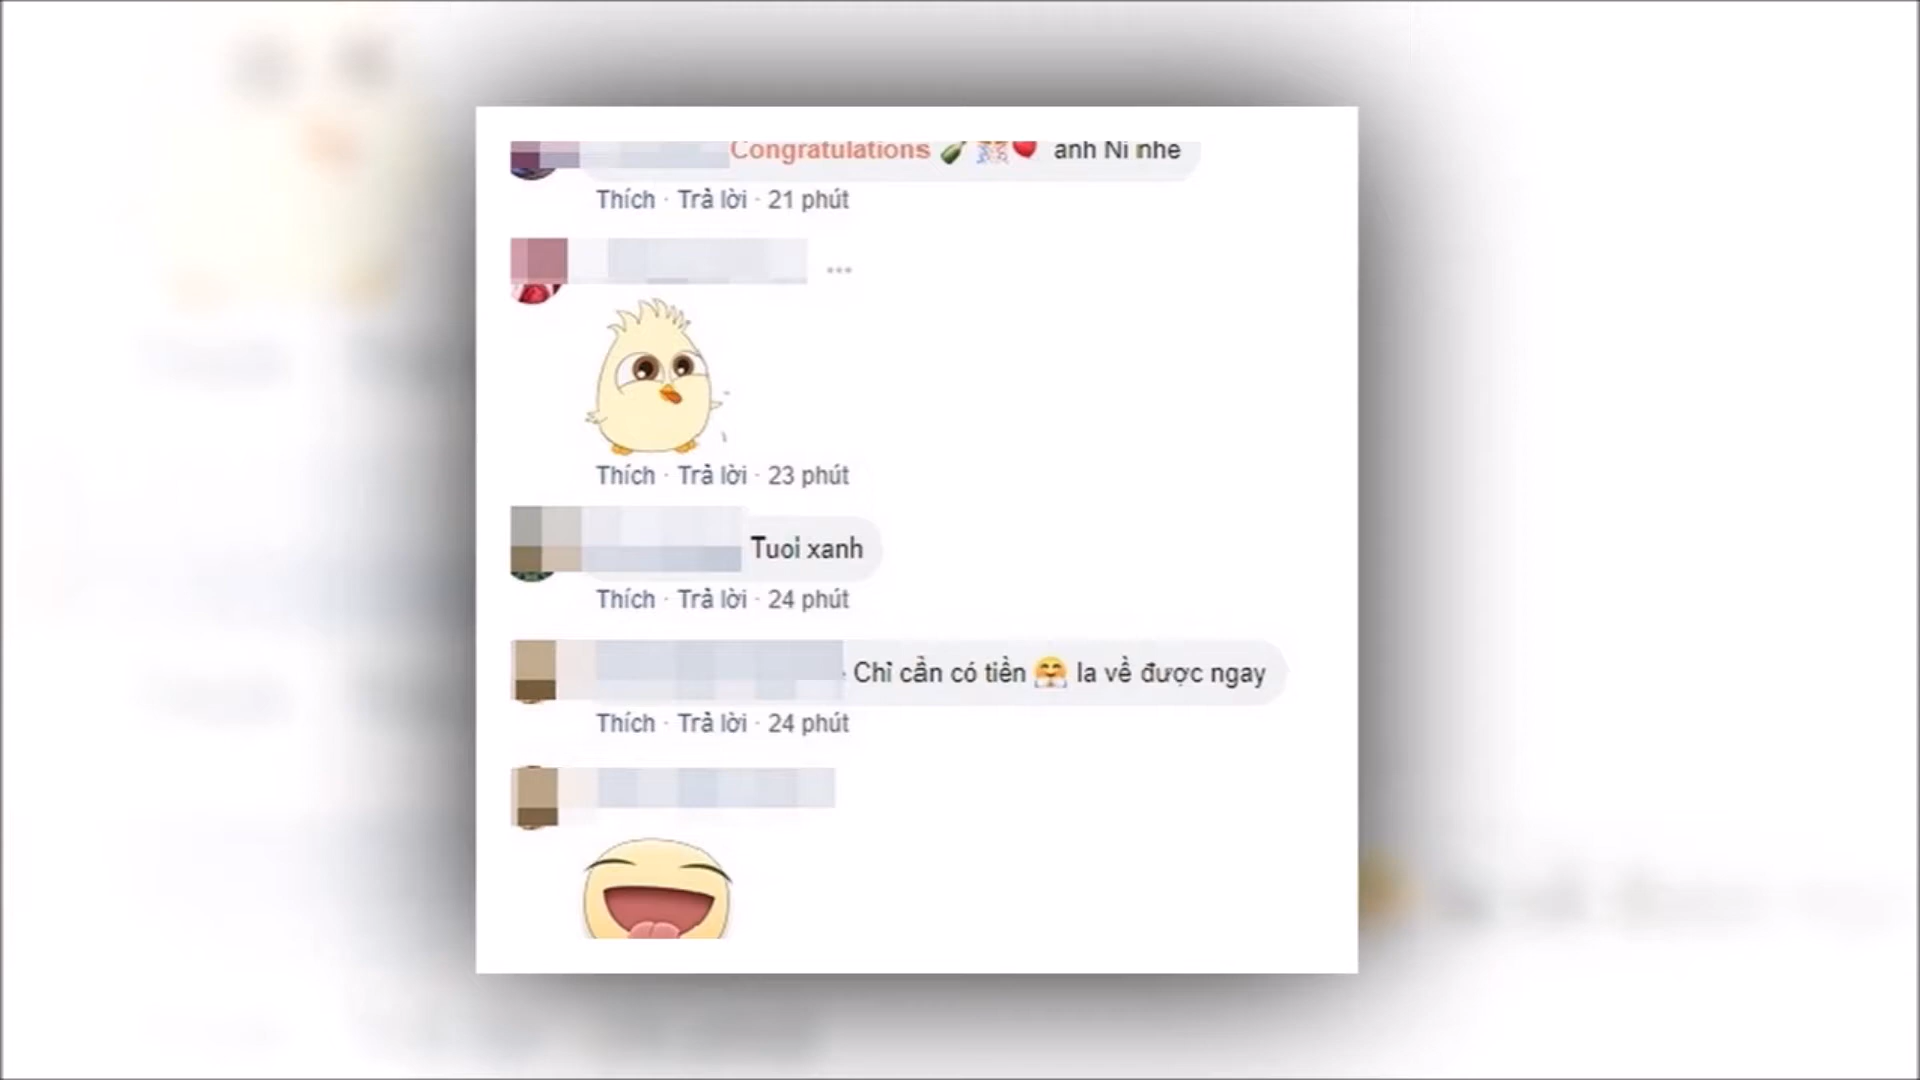 Congratulations anh Ni nhe
Thích · Trả lời · 21 phút
Thích · Trả lời · 23 phút
Tuoi xanh
Thích · Trả lời · 24 phút
Chỉ cần có tiền la về được ngay
Thích · Trả lời · 24 phút